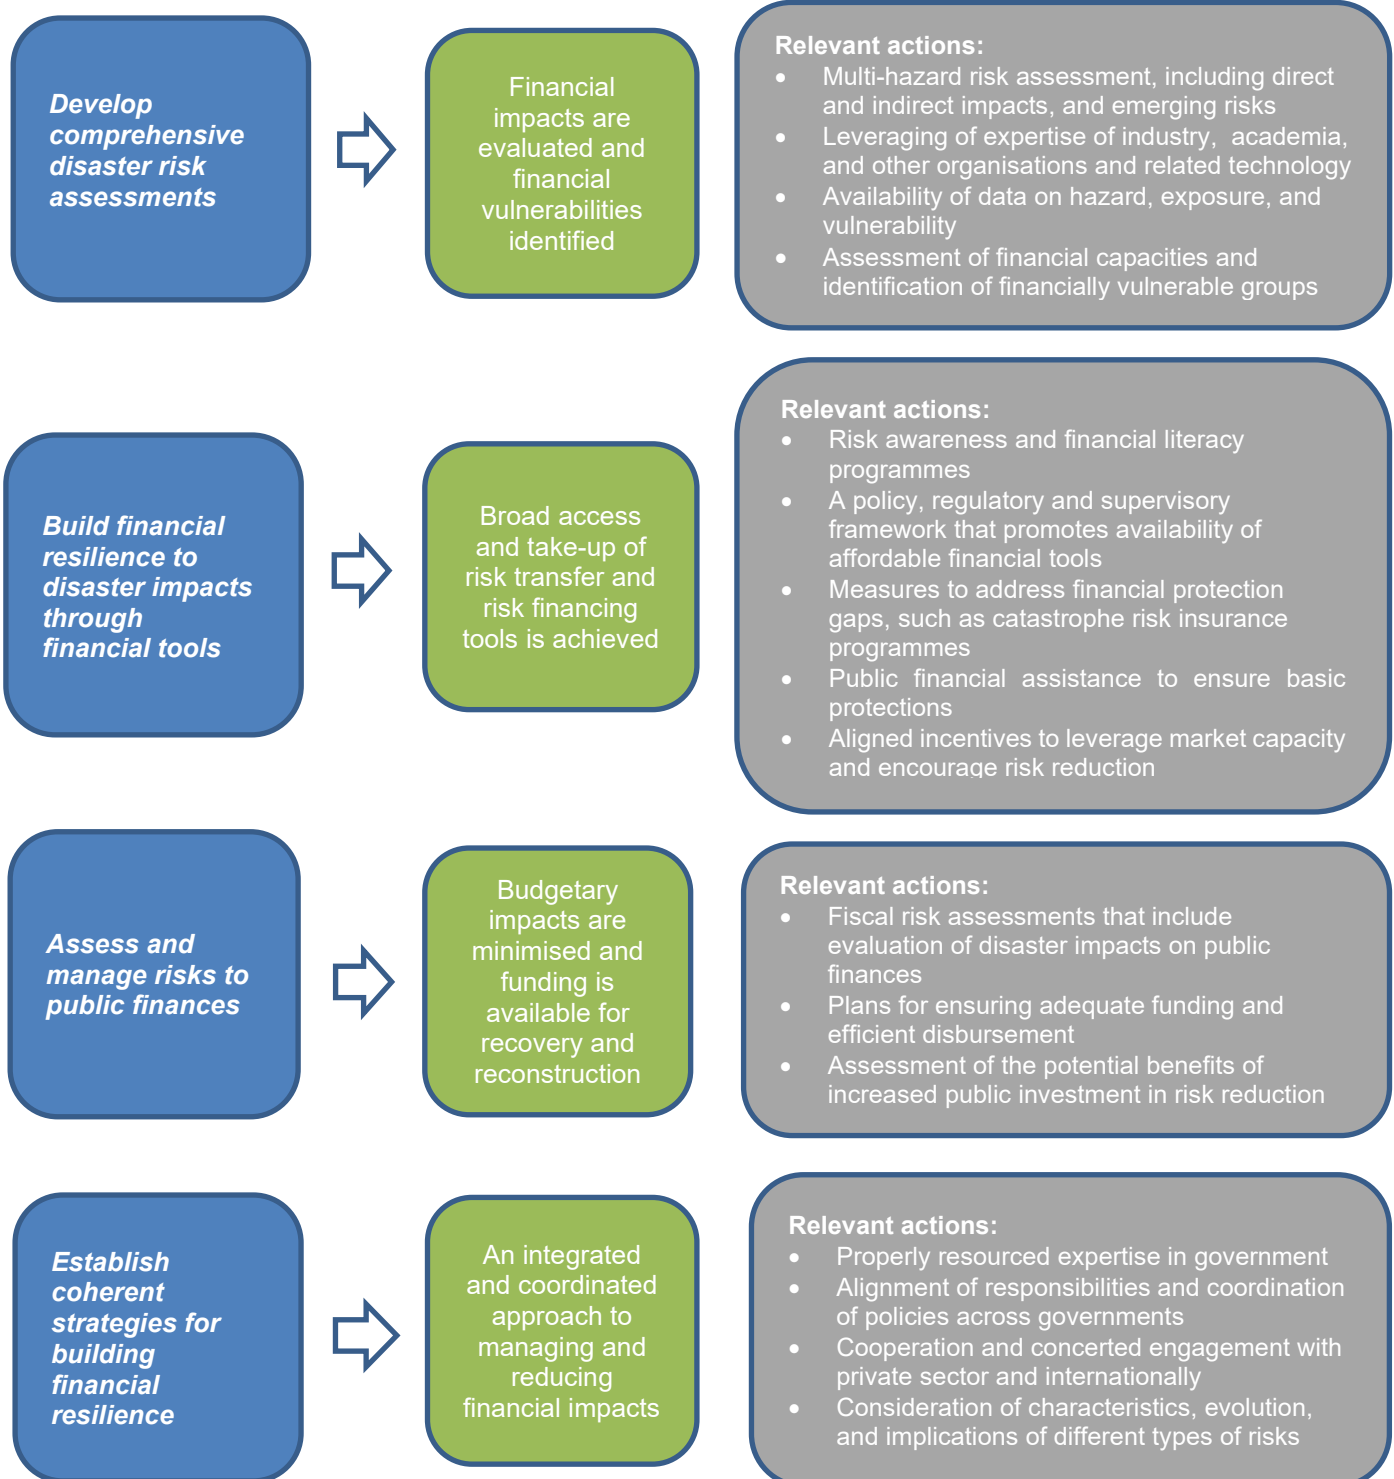 Develop
comprehensive
disaster risk
assessments
Financial
impacts are
evaluated and
financial
vulnerabilities
identified
Relevant actions:
• Multi-hazard risk assessment, including direct
and indirect impacts, and emerging risks
• Leveraging of expertise of industry, academia,
and other organisations and related technology
• Availability of data on hazard, exposure, and
vulnerability
• Assessment of financial capacities and
identification of financially vulnerable groups
Build financial
resilience to
disaster impacts
through
financial tools
Broad access
and take-up of
risk transfer and
risk financing
tools is achieved
Relevant actions:
• Risk awareness and financial literacy
programmes
• A policy, regulatory and supervisory
framework that promotes availability of
affordable financial tools
• Measures to address financial protection
gaps, such as catastrophe risk insurance
programmes
• Public financial assistance to ensure basic
protections
• Aligned incentives to leverage market capacity
and encourage risk reduction
Assess and
manage risks to
public finances
Budgetary
impacts are
minimised and
funding is
available for
recovery and
reconstruction
Relevant actions:
• Fiscal risk assessments that include
evaluation of disaster impacts on public
finances
• Plans for ensuring adequate funding and
efficient disbursement
• Assessment of the potential benefits of
increased public investment in risk reduction
Establish
coherent
strategies for
building
financial
resilience
An integrated
and coordinated
approach to
managing and
reducing
financial impacts
Relevant actions:
• Properly resourced expertise in government
• Alignment of responsibilities and coordination
of policies across governments
• Cooperation and concerted engagement with
private sector and internationally
• Consideration of characteristics, evolution,
and implications of different types of risks